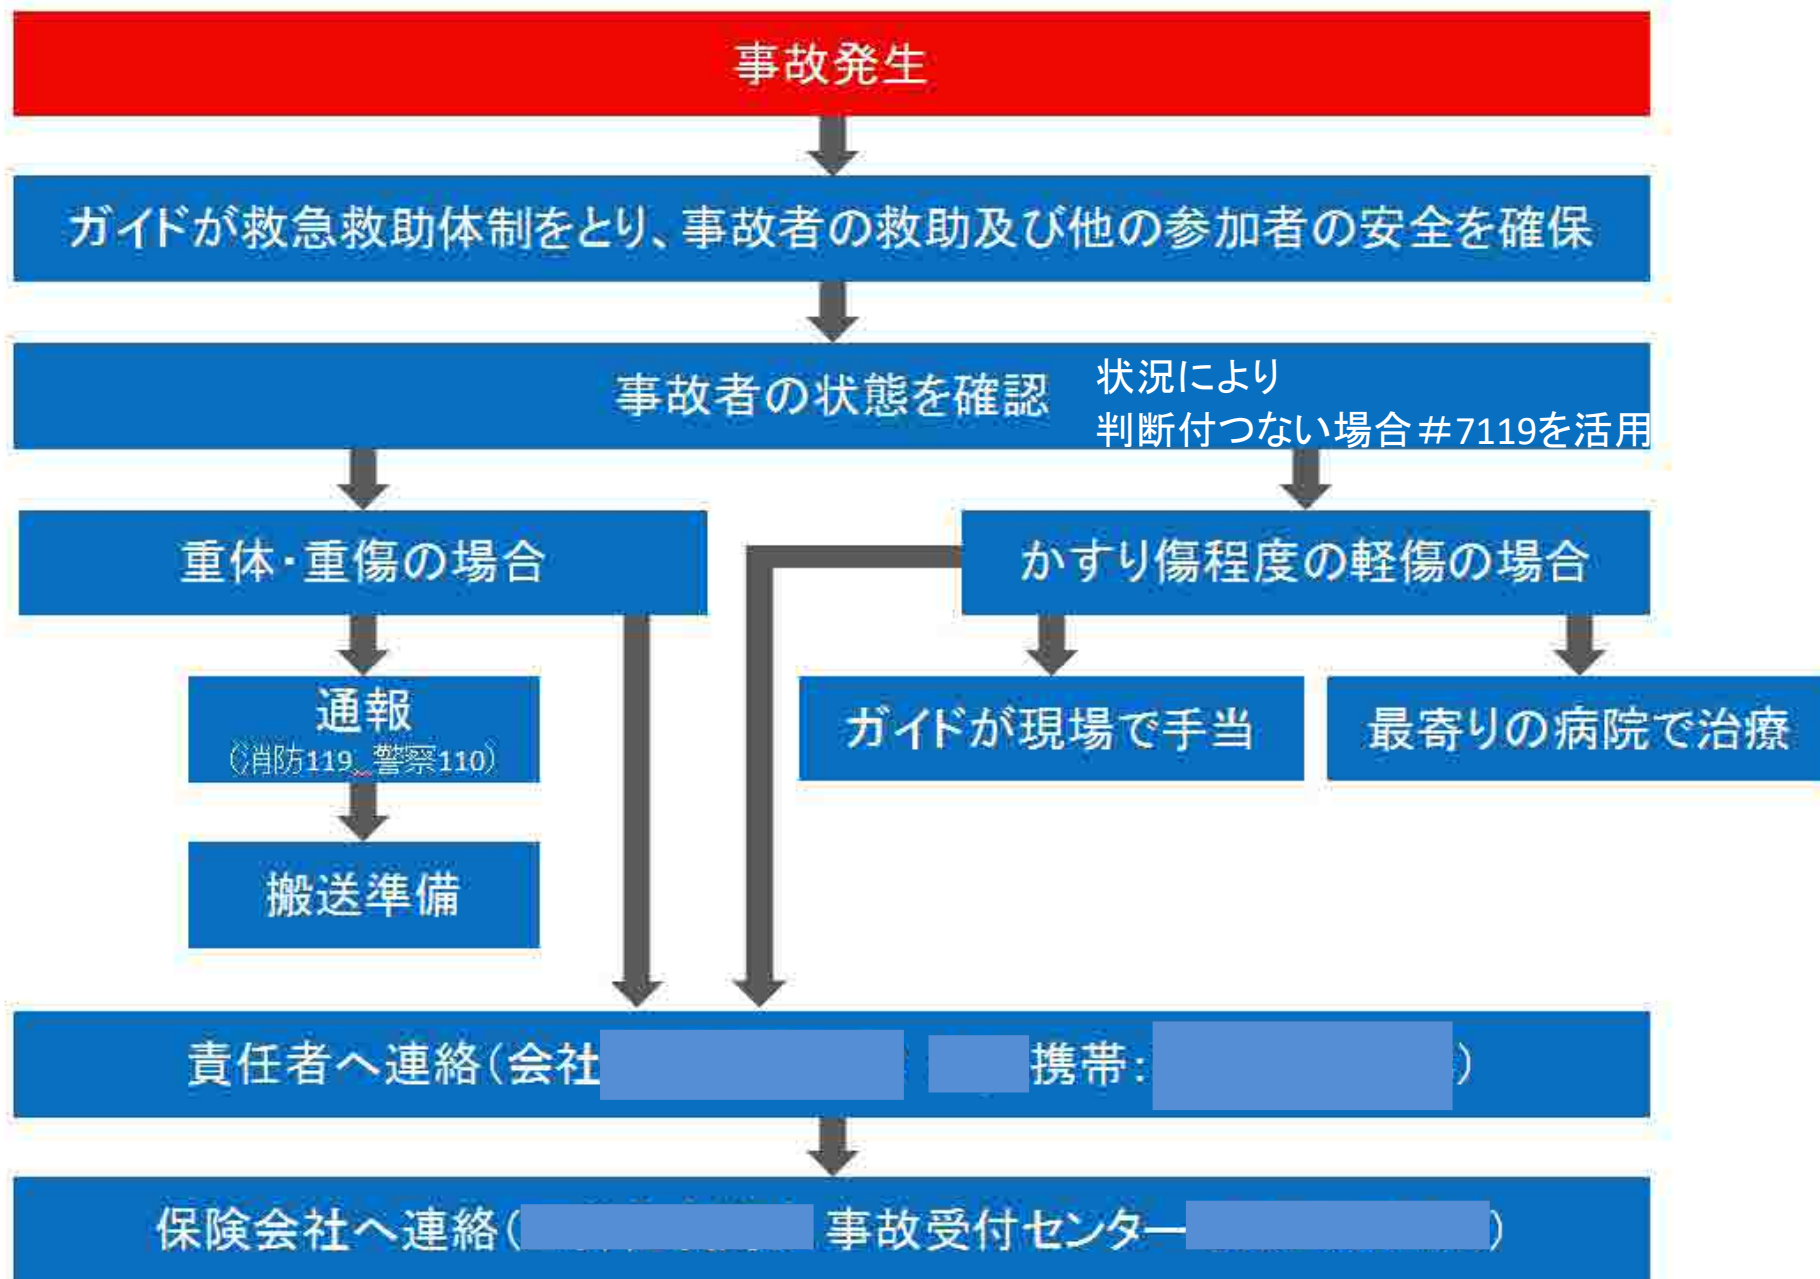 事故発生
ガイドが救急救助体制をとり、事故者の救助及び他の参加者の安全を確保
事故者の状態を確認
状況により
判断付つない場合＃7119を活用
重体・重傷の場合
かすり傷程度の軽傷の場合
通報
(消防119、警察110)
ガイドが現場で手当
最寄りの病院で治療
搬送準備
責任者へ連絡(会社 携帯: )
保険会社へ連絡( 事故受付センター )